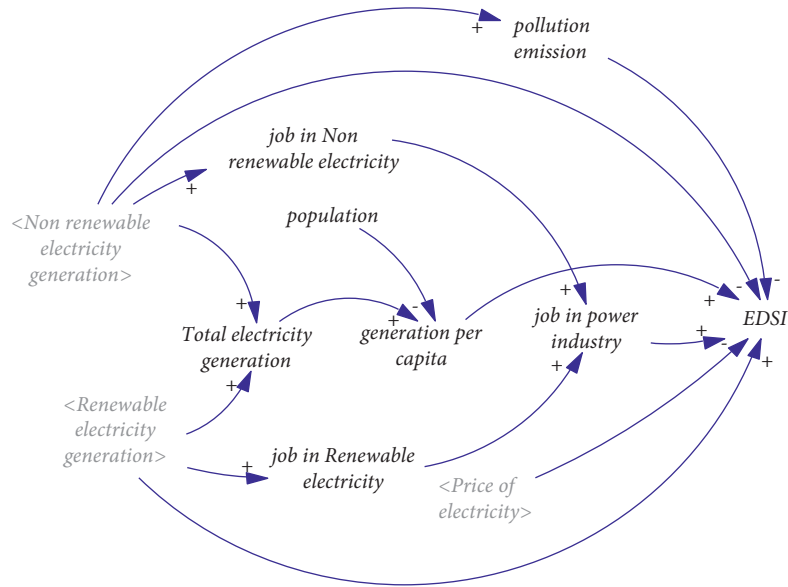 +
pollution
emission
job in Non
renewable electricity
+
<Non renewable
electricity
generation>
population
+
Total electricity
generation
+
-
+
generation per
capita
+
job in power
industry
+
+
-
-
+
EDSI
+
-
+
<Renewable
electricity
generation>
+
job in Renewable
electricity
<Price of
electricity>